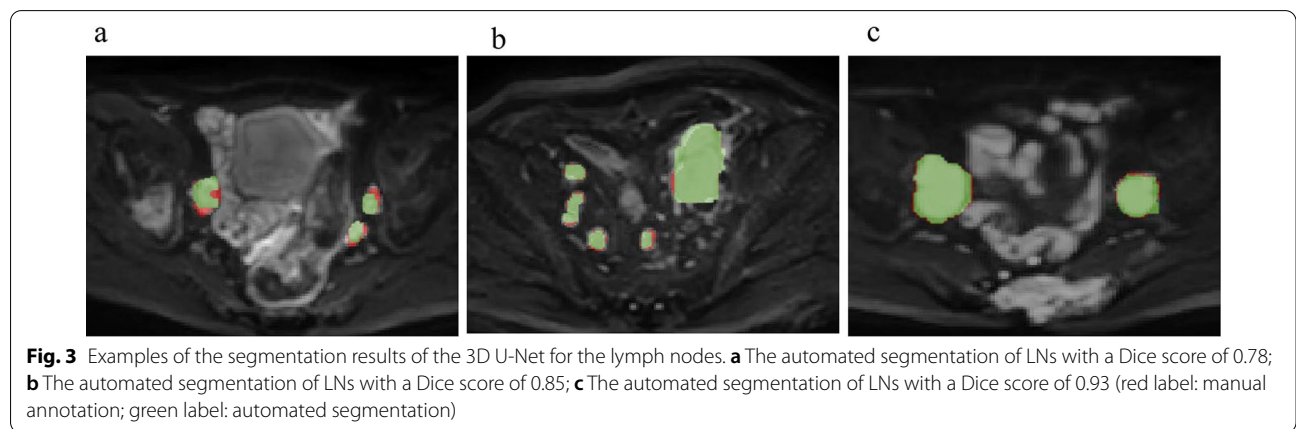 a
b
c
Fig. 3 Examples of the segmentation results of the 3D U-Net for the lymph nodes. a The automated segmentation of LNs with a Dice score of 0.78;
b The automated segmentation of LNs with a Dice score of 0.85; c The automated segmentation of LNs with a Dice score of 0.93 (red label: manual
annotation; green label: automated segmentation)